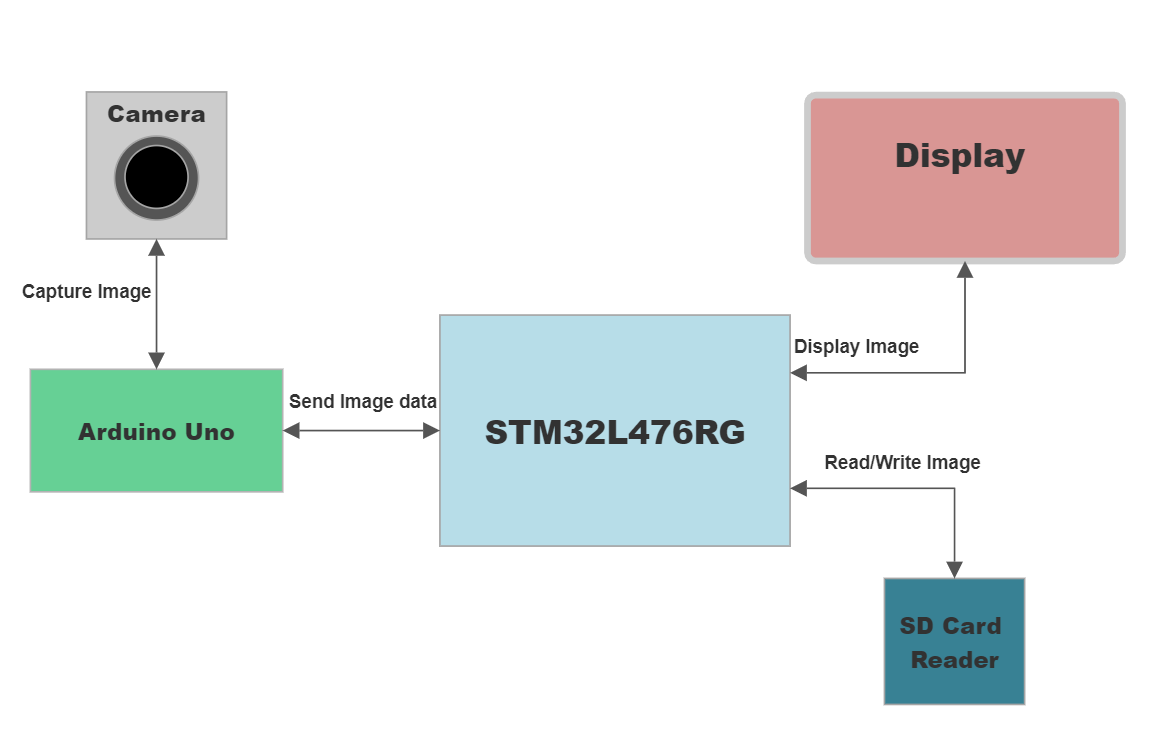 Camera
Display
Capture Image
Display Image
Send Image data
Arduino Uno
STM32L476RG
Read/Write Image
SD Card
Reader